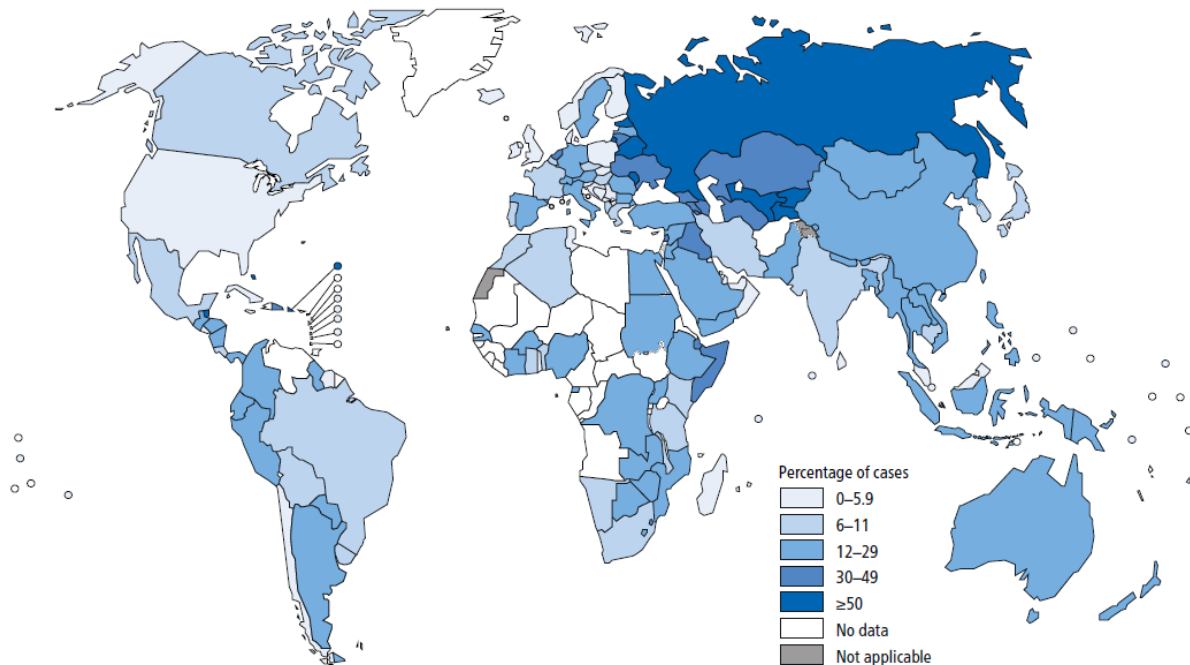 Percentage of cases
0–5.9
6–11
12–29
30–49
≥50
No data
Not applicable